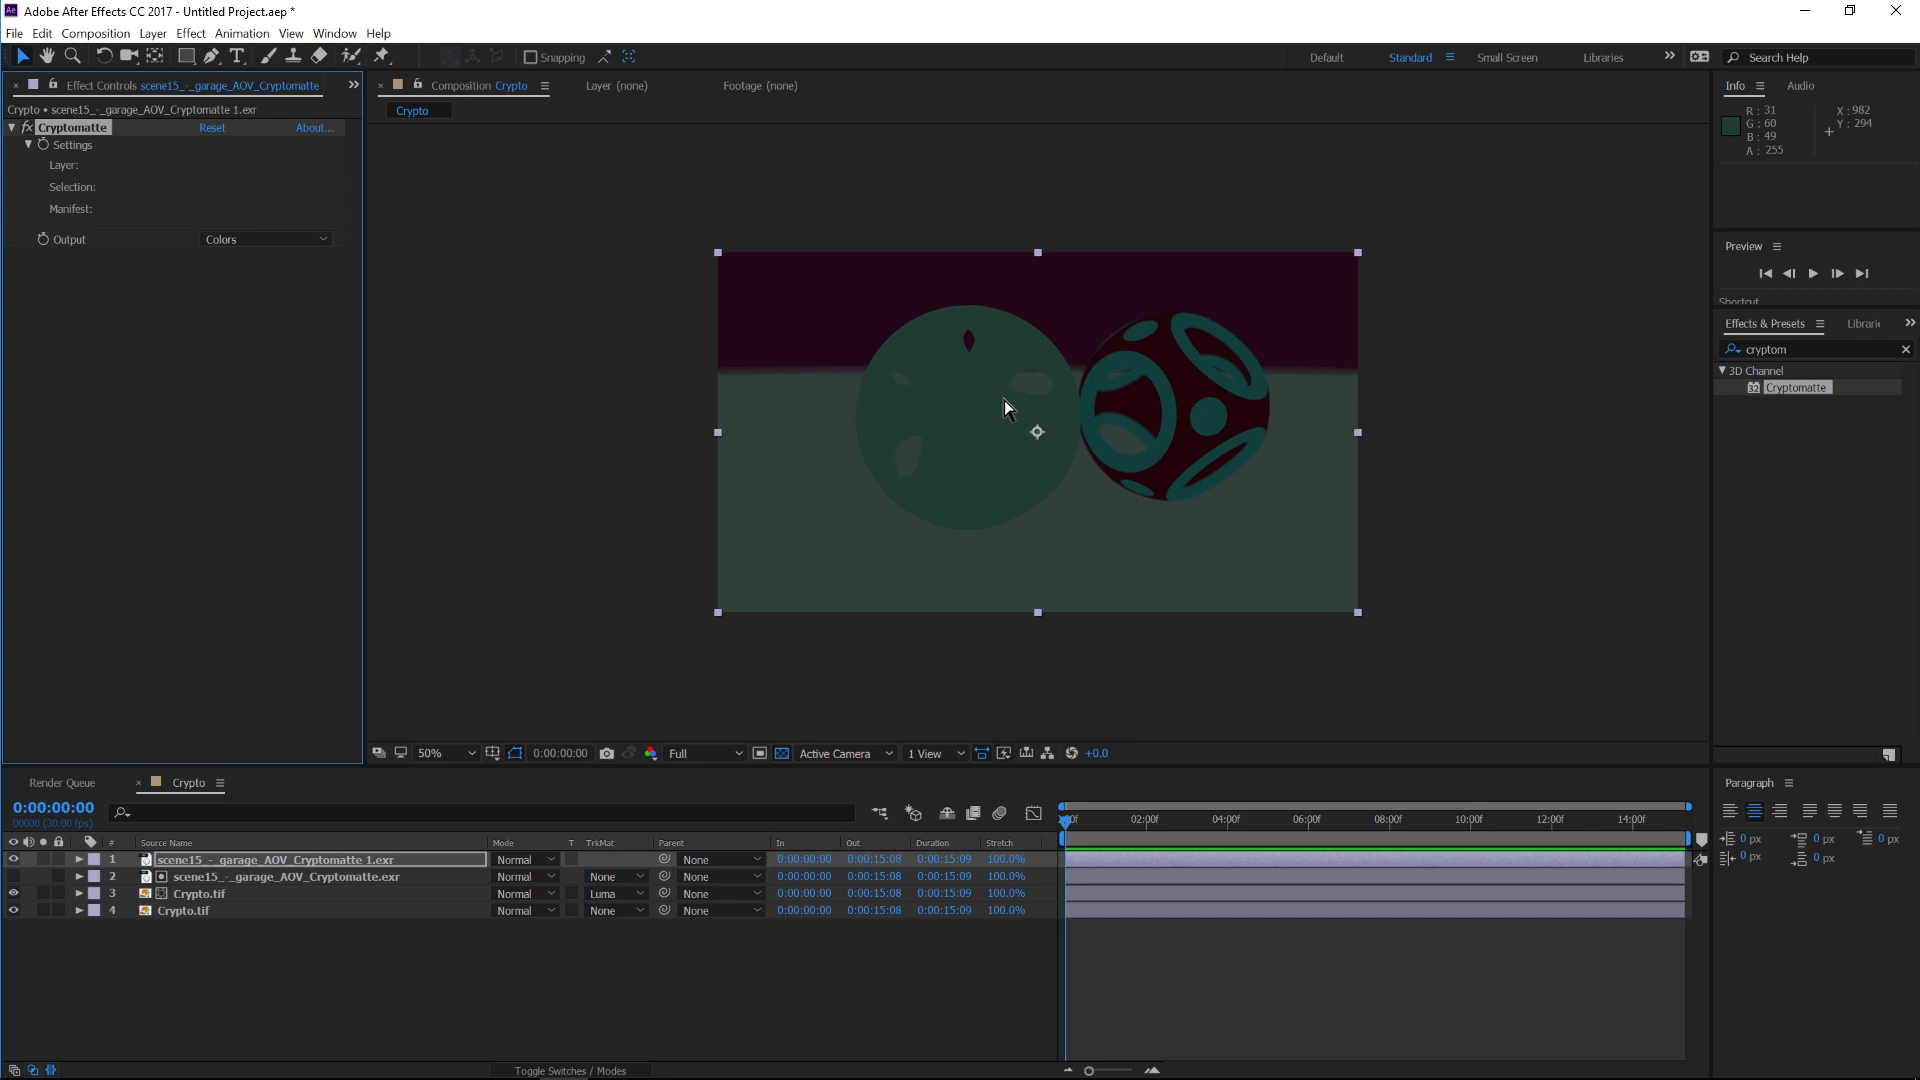 Adobe After Effects CC 2017 - Untitled Project.aep *
File Edit Composition Layer Effect Animation View Window Help
Snapping Default Standard Small Screen Libraries Search Help
Effect Controls scene15_-_garage_AOV_Cryptomatte
Crypto • scene15_-_garage_AOV_Cryptomatte 1.exr
fx Cryptomatte Reset About...
Settings
Layer:
Selection:
Manifest:
Output Colors
Composition Crypto Layer (none) Footage (none)
Crypto
Info Audio
R: 31 X: 982
G: 60 Y: 294
B: 49
A: 255
Preview
Shortcut
Effects & Presets Librari
cryptom
3D Channel
32 Cryptomatte
50% 0:00:00:00 Full Active Camera 1 View +0.0
Render Queue Crypto
0:00:00:00
00000 (30.00 fps)
# Source Name Mode T TrkMat Parent In Out Duration Stretch
02:00f 04:00f 06:00f 08:00f 10:00f 12:00f 14:00f
1 scene15_-_garage_AOV_Cryptomatte 1.exr Normal None 0:00:00:00 0:00:15:08 0:00:15:09 100.0%
2 scene15_-_garage_AOV_Cryptomatte.exr Normal None None 0:00:00:00 0:00:15:08 0:00:15:09 100.0%
3 Crypto.tif Normal Luma None 0:00:00:00 0:00:15:08 0:00:15:09 100.0%
4 Crypto.tif Normal None None 0:00:00:00 0:00:15:08 0:00:15:09 100.0%
Toggle Switches / Modes
Paragraph
0 px 0 px 0 px
0 px 0 px